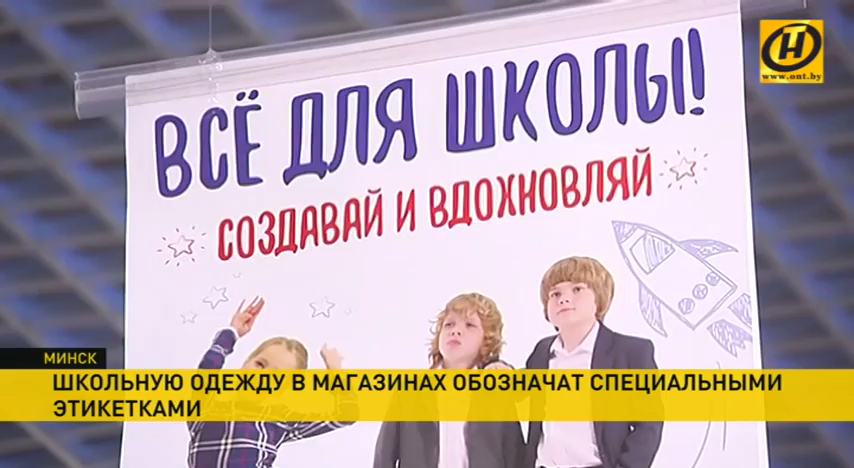 www.ont.by
ВСЁ ДЛЯ ШКОЛЫ!
СОЗДАВАЙ И ВДОХНОВЛЯЙ
МИНСК
ШКОЛЬНУЮ ОДЕЖДУ В МАГАЗИНАХ ОБОЗНАЧАТ СПЕЦИАЛЬНЫМИ
ЭТИКЕТКАМИ